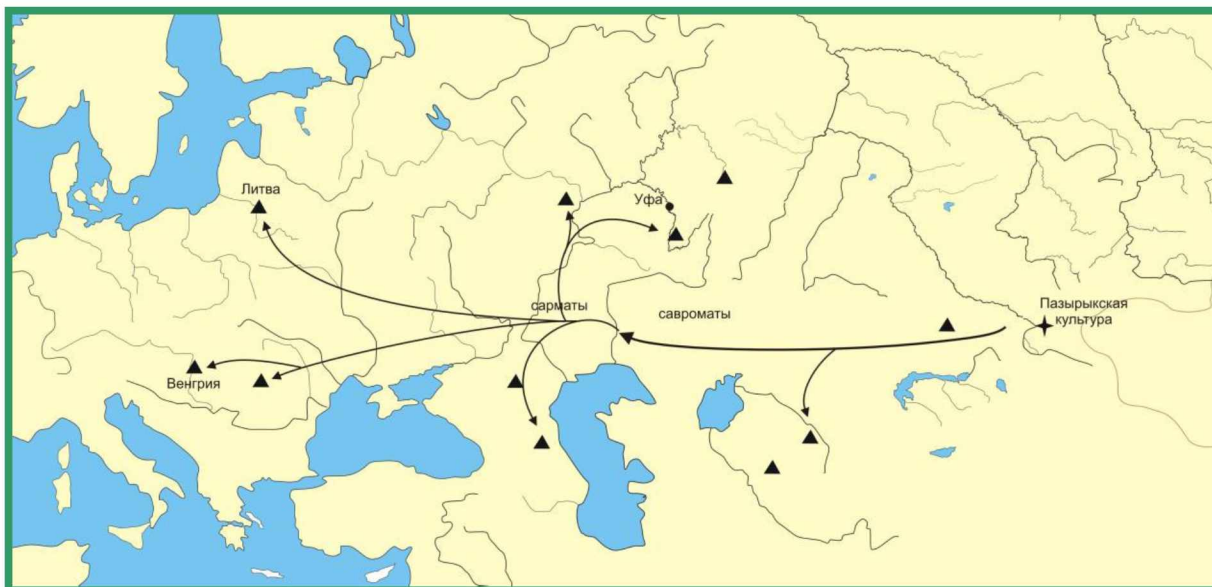 Литва
Уфа
сарматы
савроматы
Пазырыкская
культура
Венгрия